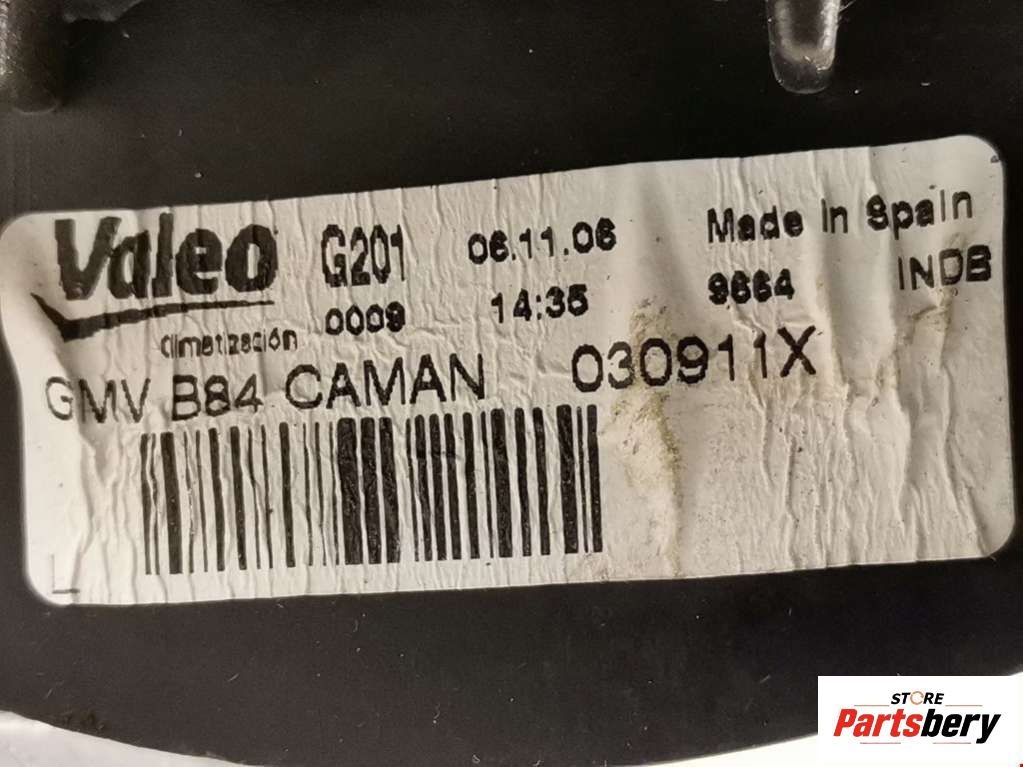 Valeo G201 06.11.06 Made in Spain
Climatización 0009 14:35 9664 INDB
GMV B84 CAMAN 030911X
STORE
Partsbery